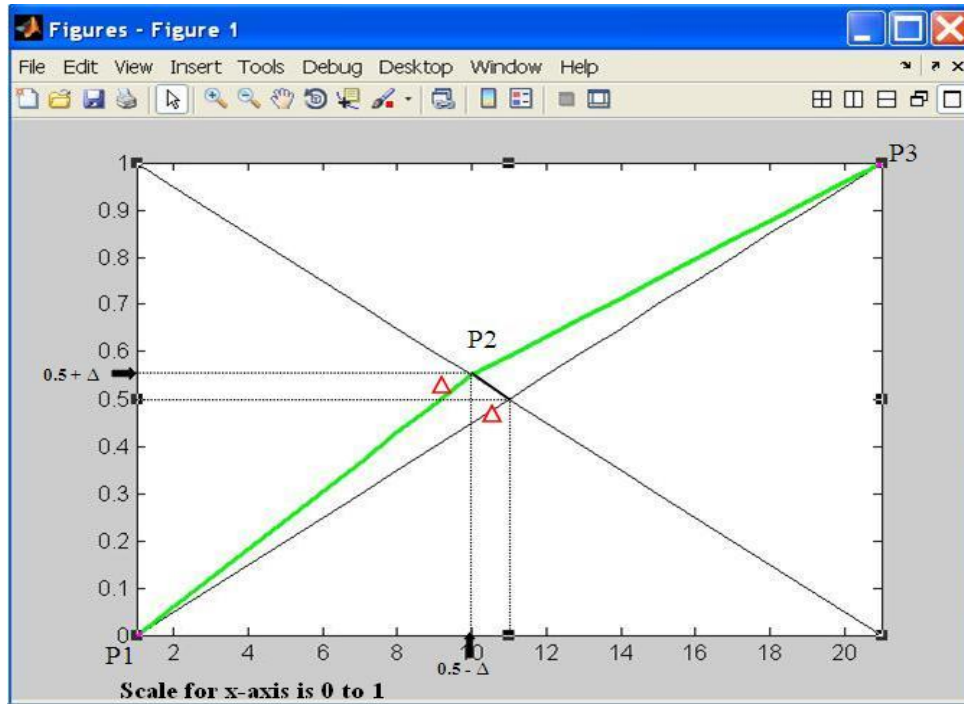 Figures - Figure 1
File Edit View Insert Tools Debug Desktop Window Help
P3
1
0.9
0.8
0.7
0.6
P2
0.5 + Δ
0.5
Δ
Δ
0.4
0.3
0.2
0.1
0
P1
2 4 6 8 10 12 14 16 18 20
0.5 - Δ
Scale for x-axis is 0 to 1